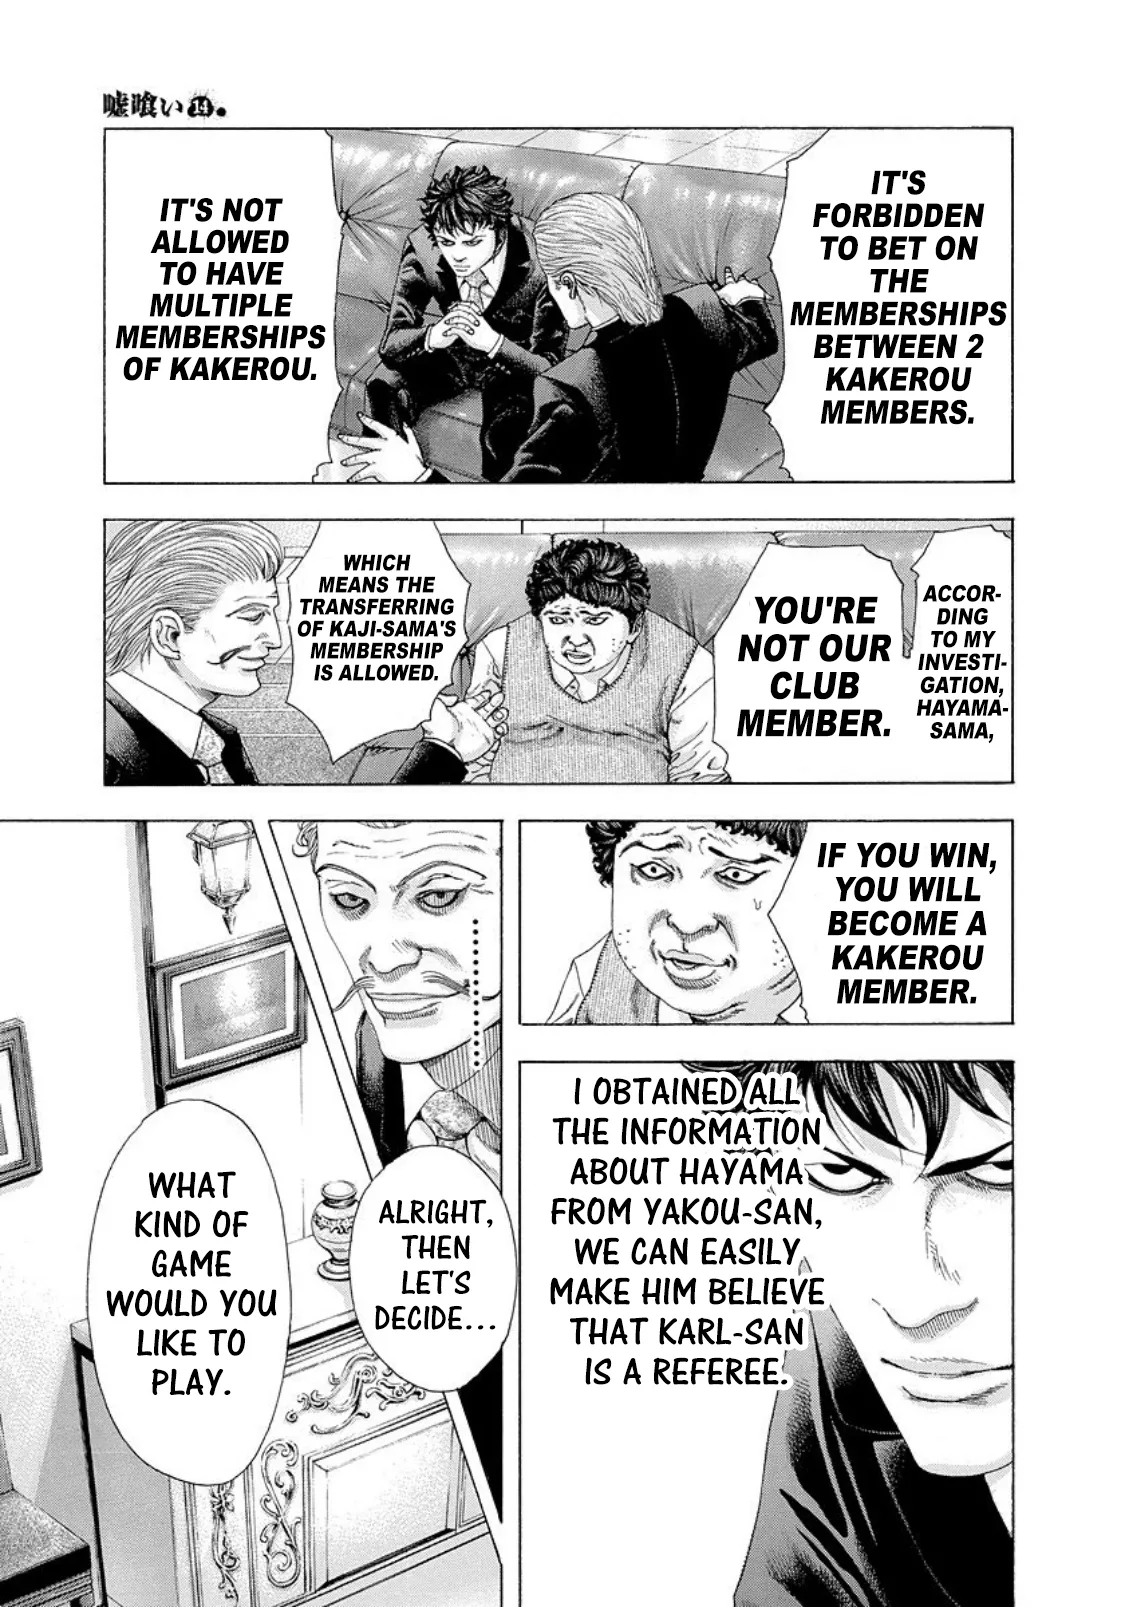 嘘喰い 14
IT'S
FORBIDDEN
TO BET ON
THE
MEMBERSHIPS
BETWEEN 2
KAKEROU
MEMBERS.
IT'S NOT
ALLOWED
TO HAVE
MULTIPLE
MEMBERSHIPS
OF KAKEROU.
ACCOR-
DING
TO MY
INVESTI-
GATION,
HAYAMA-
SAMA,
YOU'RE
NOT OUR
CLUB
MEMBER.
WHICH
MEANS THE
TRANSFERRING
OF KAJI-SAMA'S
MEMBERSHIP
IS ALLOWED.
IF YOU WIN,
YOU WILL
BECOME A
KAKEROU
MEMBER.
I OBTAINED ALL
THE INFORMATION
ABOUT HAYAMA
FROM YAKOU-SAN,
WE CAN EASILY
MAKE HIM BELIEVE
THAT KARL-SAN
IS A REFEREE.
ALRIGHT,
THEN
LET'S
DECIDE...
WHAT
KIND OF
GAME
WOULD YOU
LIKE TO
PLAY.